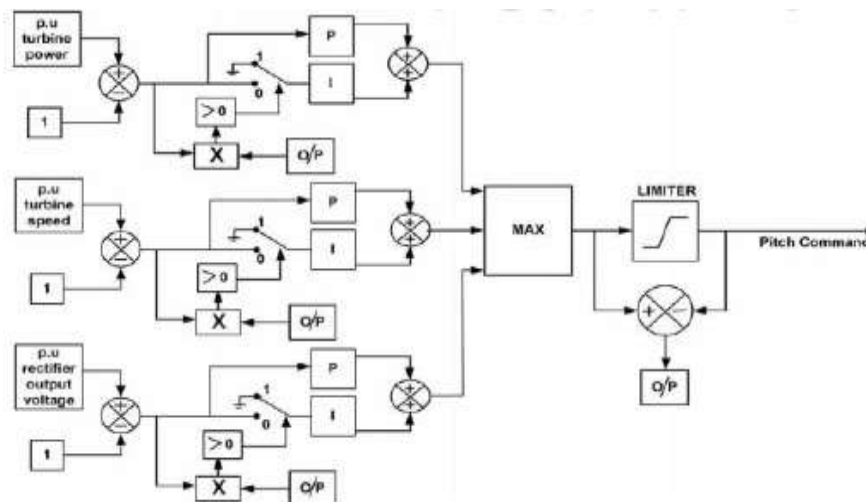 p.u
turbine
power
+
−
1
1
0
>0
X
O/P
P
I
+
+
p.u
turbine
speed
+
−
1
1
0
>0
X
O/P
P
I
+
+
p.u
rectifier
output
voltage
+
−
1
1
0
>0
X
O/P
P
I
+
+
MAX
LIMITER
Pitch Command
+
−
O/P